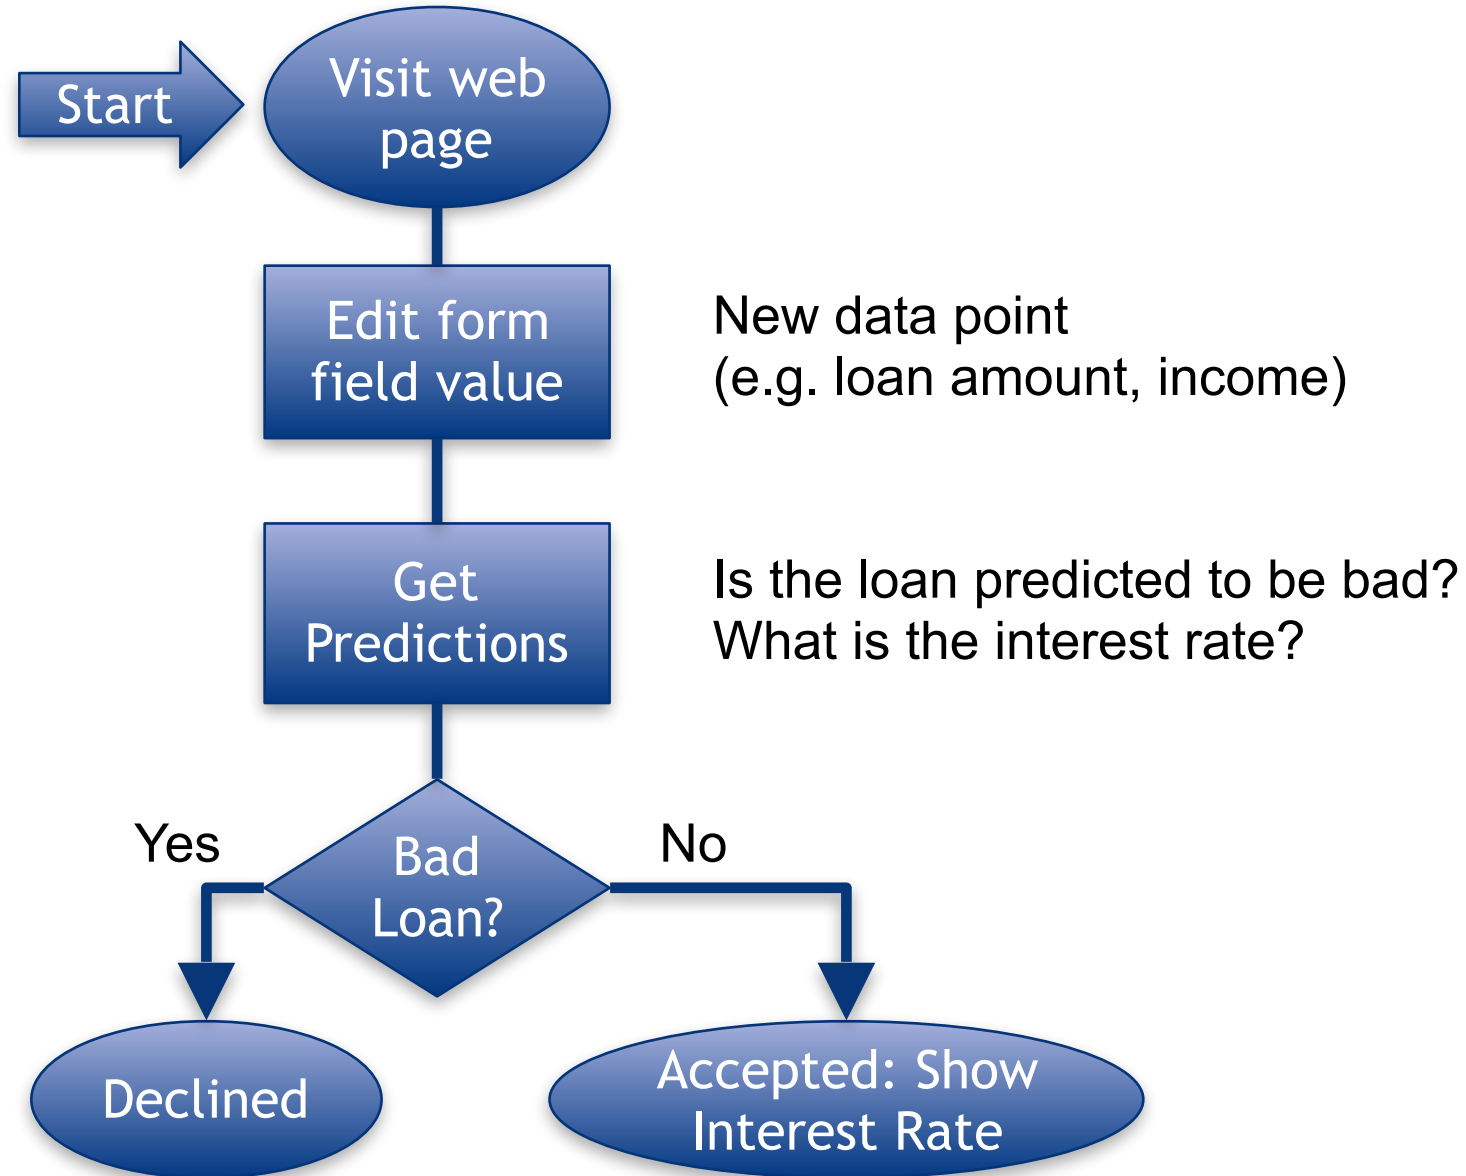 Start
Visit web
page
Edit form
field value
New data point
(e.g. loan amount, income)
Get
Predictions
Is the loan predicted to be bad?
What is the interest rate?
Yes
Bad
Loan?
No
Declined
Accepted: Show
Interest Rate